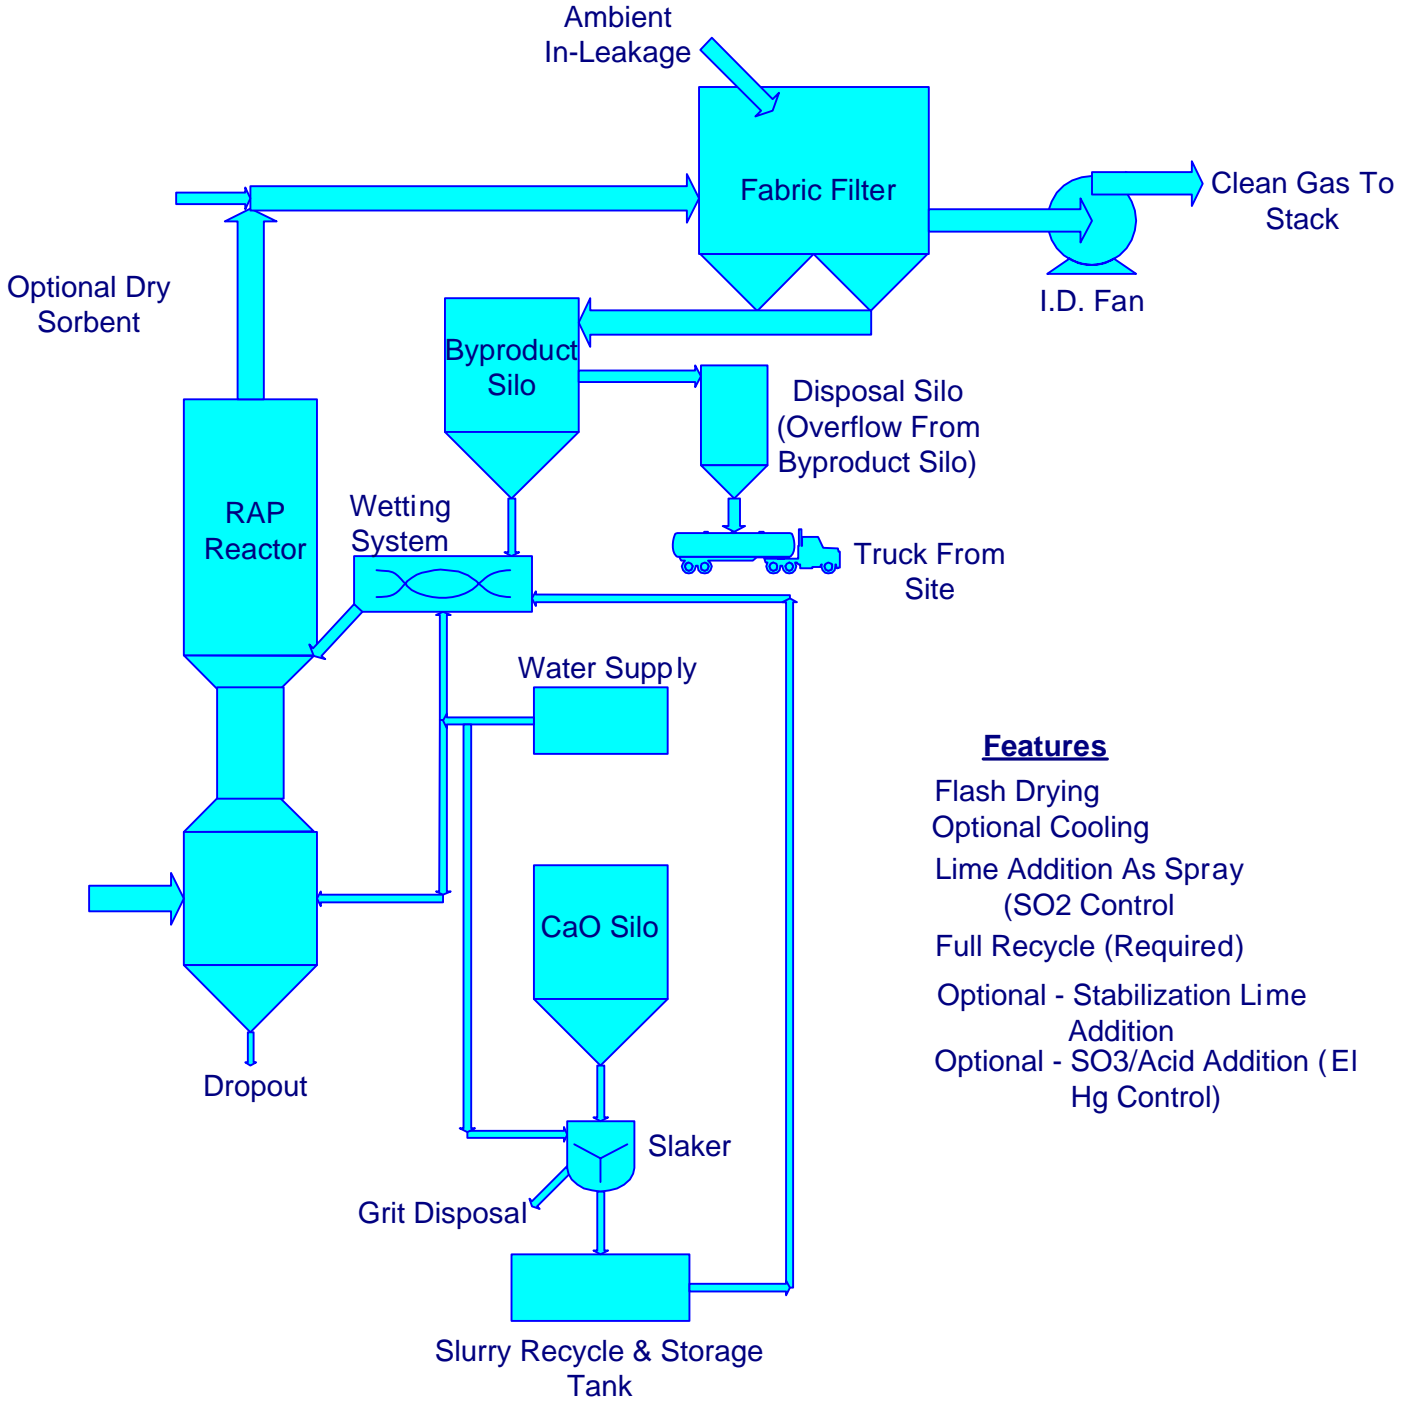 Ambient
In-Leakage
Fabric Filter
Clean Gas To
Stack
I.D. Fan
Optional Dry
Sorbent
Byproduct
Silo
Disposal Silo
(Overflow From
Byproduct Silo)
RAP
Reactor
Wetting
System
Truck From
Site
Water Supply
Features
Flash Drying
Optional Cooling
Lime Addition As Spray
(SO2 Control
Full Recycle (Required)
Optional - Stabilization Lime
Addition
Optional - SO3/Acid Addition (El
Hg Control)
CaO Silo
Dropout
Slaker
Grit Disposal
Slurry Recycle & Storage
Tank